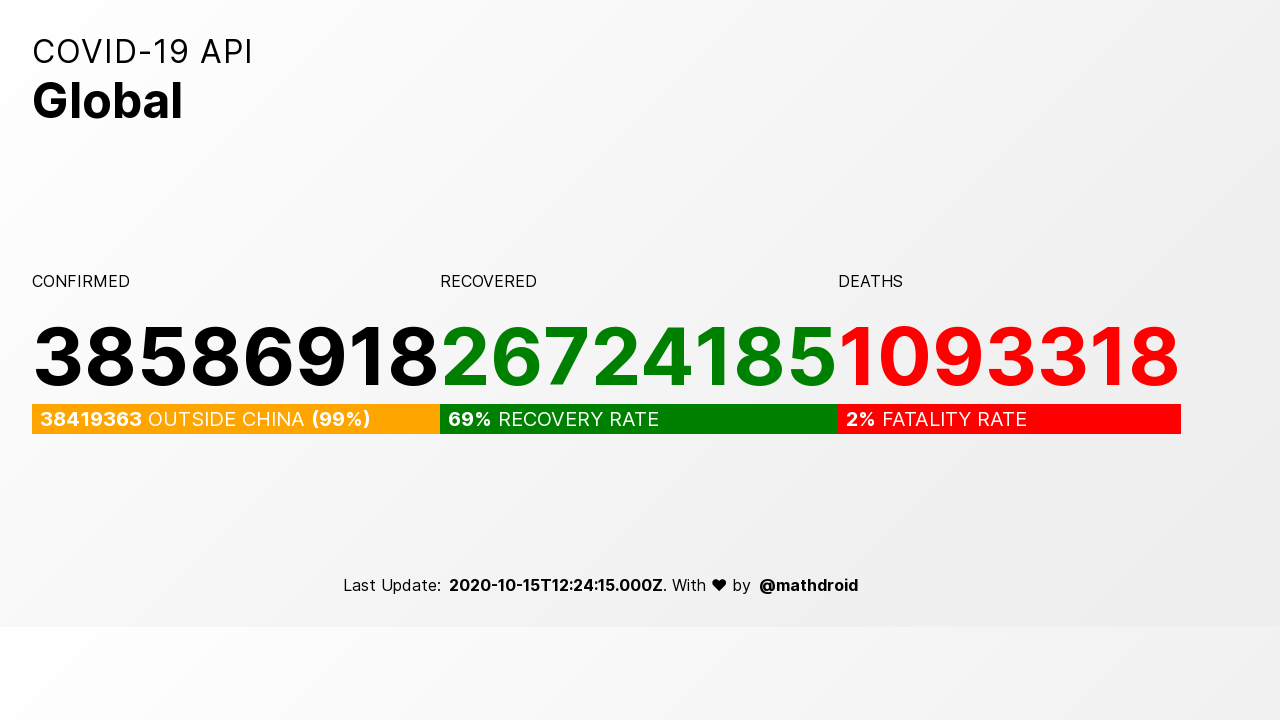 COVID-19 API
Global
CONFIRMED RECOVERED DEATHS
38586918 26724185 1093318
38419363 OUTSIDE CHINA (99%) 69% RECOVERY RATE 2% FATALITY RATE
Last Update: 2020-10-15T12:24:15.000Z. With ♥ by @mathdroid